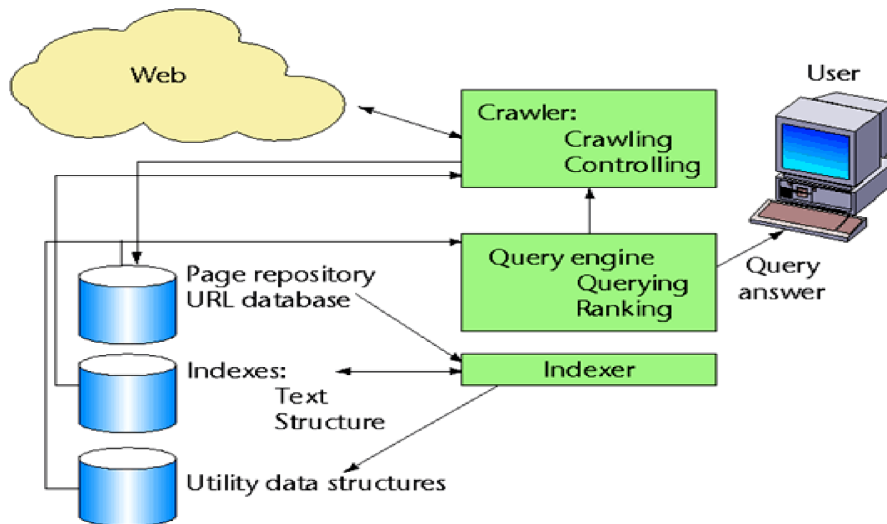 Web
User
Crawler:
Crawling
Controlling
Query engine
Querying
Ranking
Query
answer
Page repository
URL database
Indexes:
Text
Structure
Indexer
Utility data structures